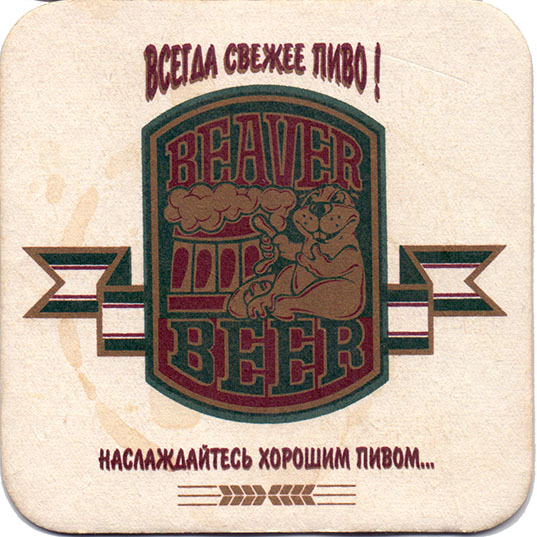 ВСЕГДА СВЕЖЕЕ ПИВО!
BEAVER
BEER
НАСЛАЖДАЙТЕСЬ ХОРОШИМ ПИВОМ...